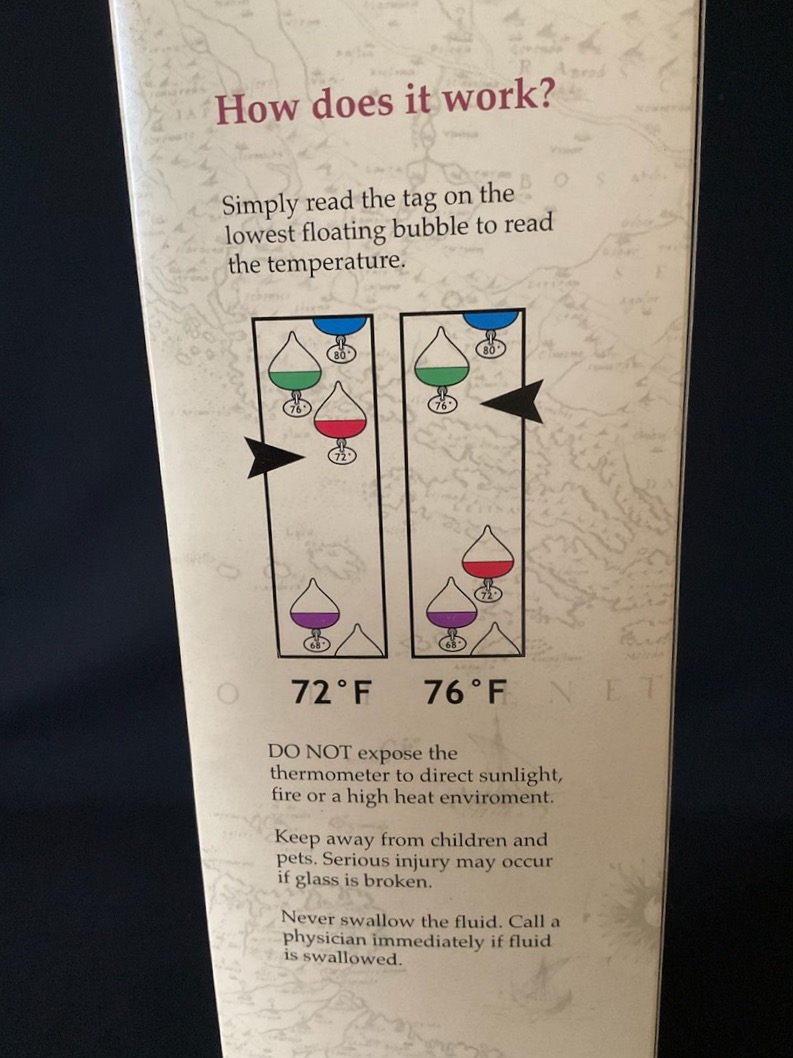 How does it work?
Simply read the tag on the
lowest floating bubble to read
the temperature.
80°
80°
76°
76°
72°
72°
68°
68°
72°F 76°F
DO NOT expose the
thermometer to direct sunlight,
fire or a high heat enviroment.
Keep away from children and
pets. Serious injury may occur
if glass is broken.
Never swallow the fluid. Call a
physician immediately if fluid
is swallowed.